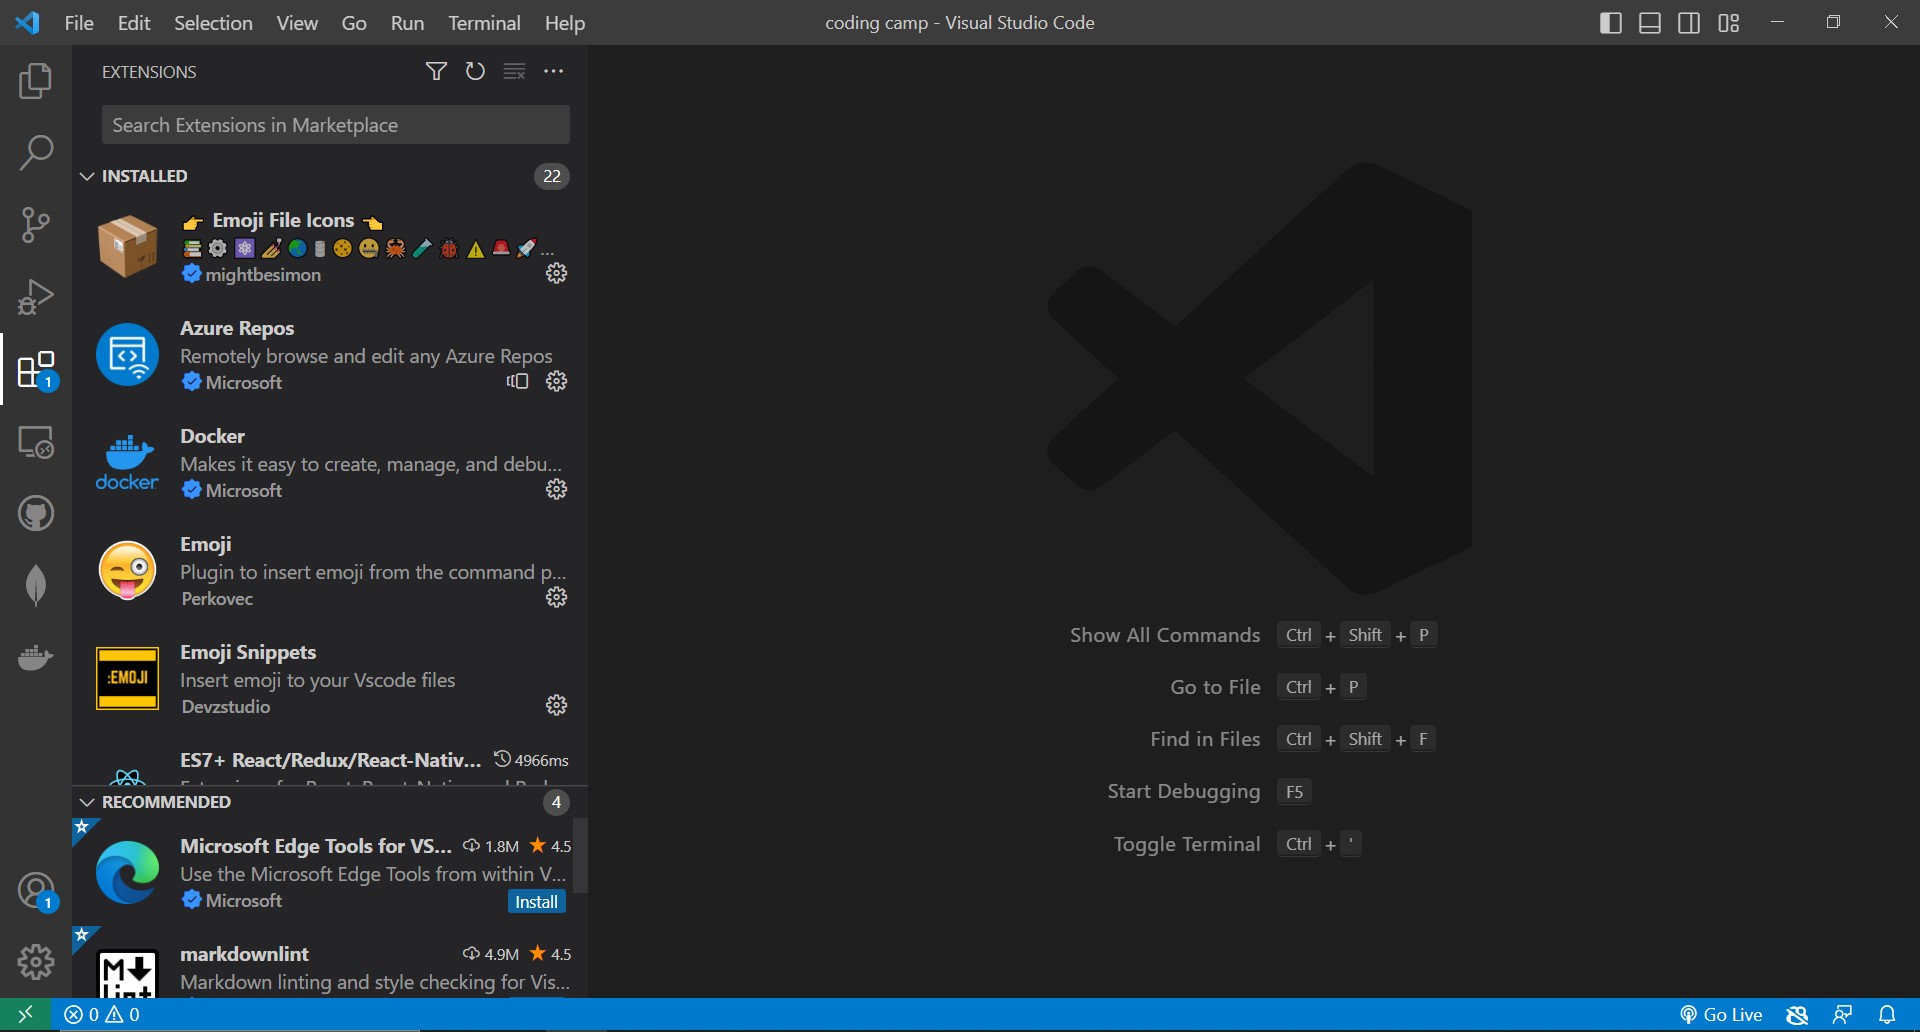 File Edit Selection View Go Run Terminal Help
coding camp - Visual Studio Code
EXTENSIONS
Search Extensions in Marketplace
INSTALLED 22
👉 Emoji File Icons 👈
mightbesimon
Azure Repos
Remotely browse and edit any Azure Repos
Microsoft
Docker
Makes it easy to create, manage, and debu...
docker
Microsoft
Emoji
Plugin to insert emoji from the command p...
Perkovec
Emoji Snippets
:EMOJI
Insert emoji to your Vscode files
Devzstudio
ES7+ React/Redux/React-Nativ... 4966ms
RECOMMENDED 4
Microsoft Edge Tools for VS... 1.8M ★ 4.5
Use the Microsoft Edge Tools from within V...
Microsoft Install
markdownlint 4.9M ★ 4.5
Markdown linting and style checking for Vis...
1
1
Show All Commands Ctrl + Shift + P
Go to File Ctrl + P
Find in Files Ctrl + Shift + F
Start Debugging F5
Toggle Terminal Ctrl + '
0 0
Go Live